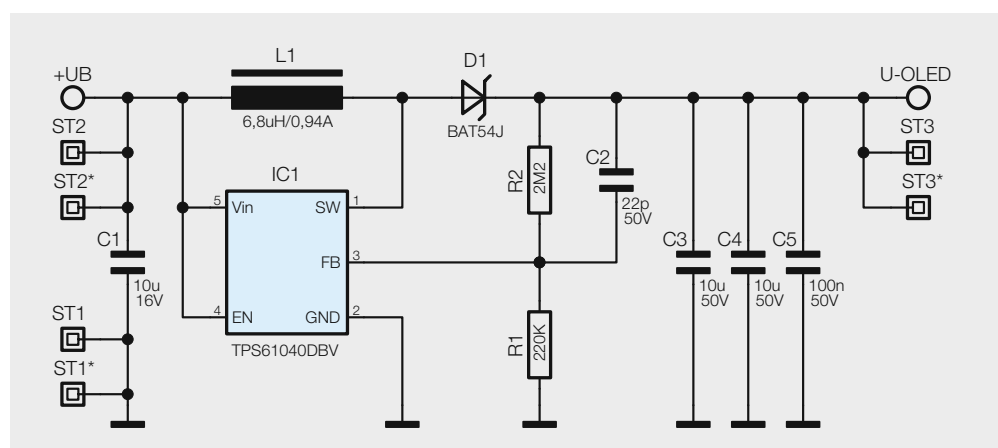 L1
D1
+UB
U-OLED
ST2
6,8uH/0,94A
BAT54J
ST3
ST2*
IC1
R2
2M2
C2
ST3*
5
Vin
SW
1
22p
50V
C1
FB
3
C3
C4
C5
10u
16V
10u
50V
10u
50V
100n
50V
ST1
4
EN
GND
2
R1
220K
TPS61040DBV
ST1*